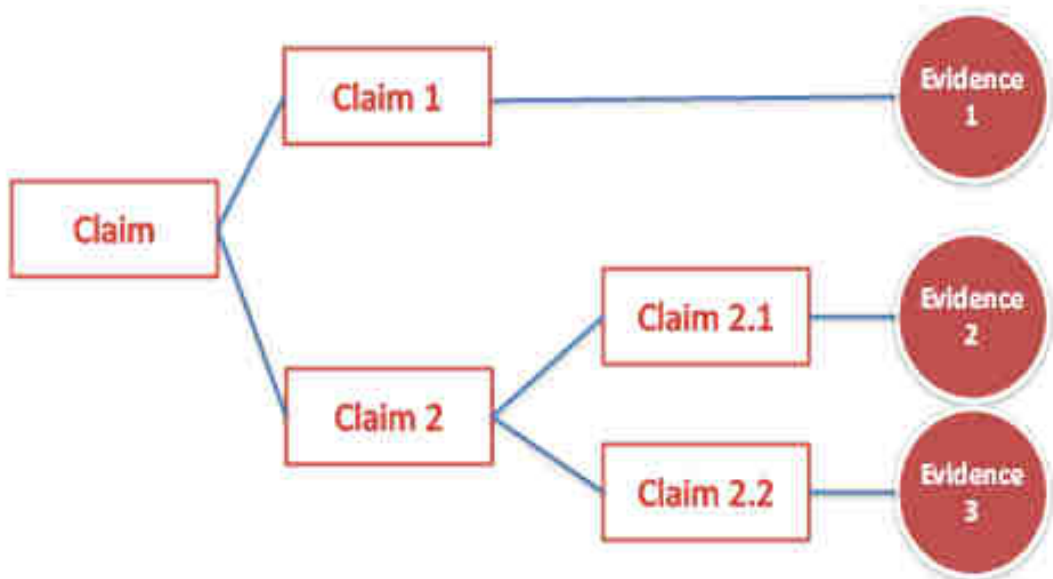 Claim
Claim 1
Evidence
1
Claim 2
Claim 2.1
Evidence
2
Claim 2.2
Evidence
3